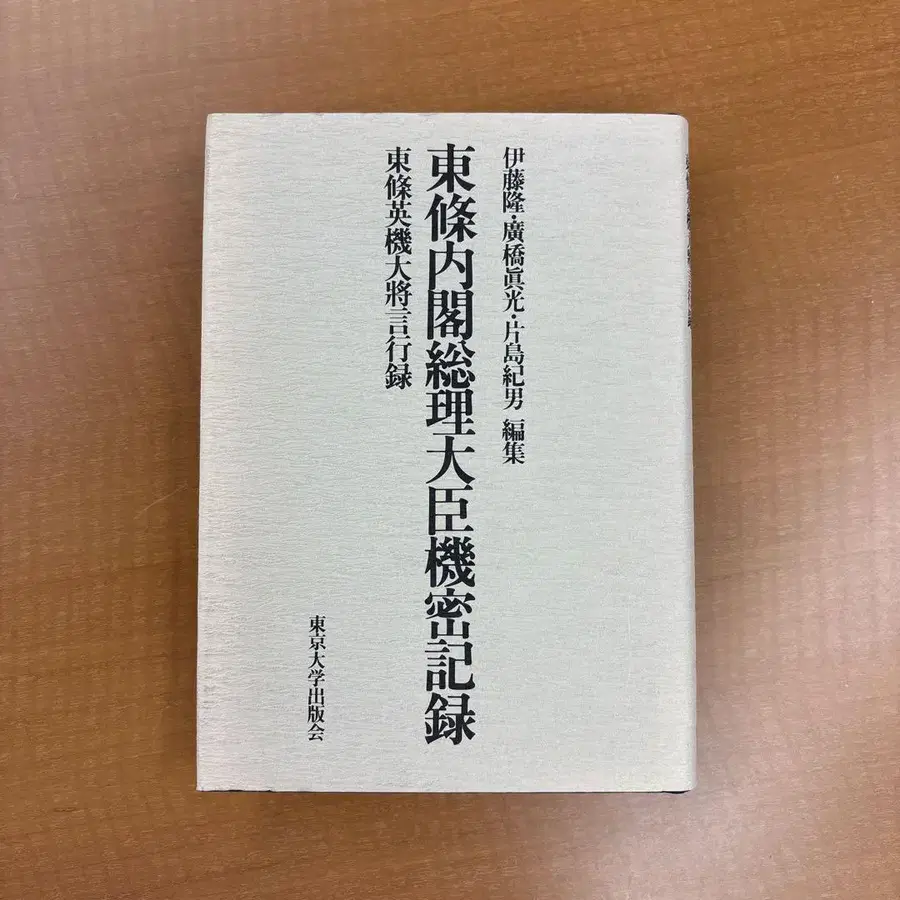 伊藤隆・廣橋眞光・片島紀男 編集
東條内閣総理大臣機密記録
東條英機大將言行録
東京大学出版会